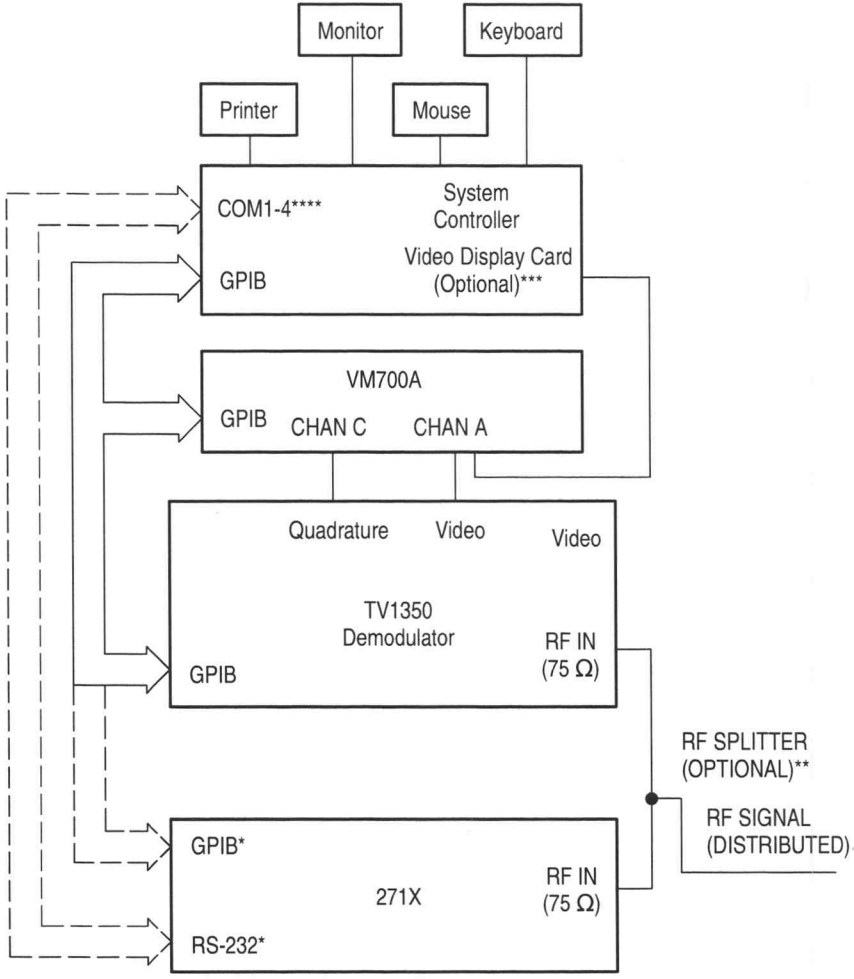 Monitor
Keyboard
Printer
Mouse
COM1-4****
System
Controller
Video Display Card
(Optional)***
GPIB
VM700A
GPIB
CHAN C
CHAN A
Quadrature
Video
Video
TV1350
Demodulator
RF IN
(75 Ω)
GPIB
RF SPLITTER
(OPTIONAL)**
RF SIGNAL
(DISTRIBUTED)
GPIB*
RF IN
(75 Ω)
271X
RS-232*